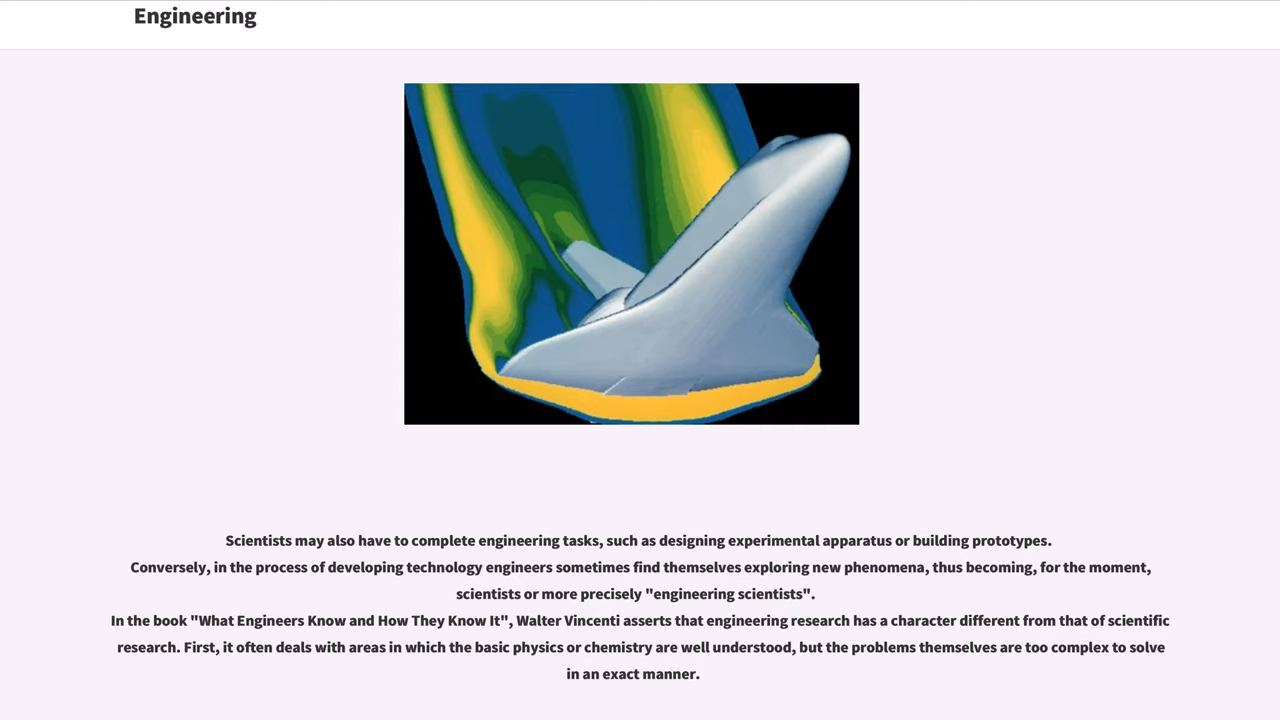 Engineering
Scientists may also have to complete engineering tasks, such as designing experimental apparatus or building prototypes.
Conversely, in the process of developing technology engineers sometimes find themselves exploring new phenomena, thus becoming, for the moment,
scientists or more precisely "engineering scientists".
In the book "What Engineers Know and How They Know It", Walter Vincenti asserts that engineering research has a character different from that of scientific
research. First, it often deals with areas in which the basic physics or chemistry are well understood, but the problems themselves are too complex to solve
in an exact manner.